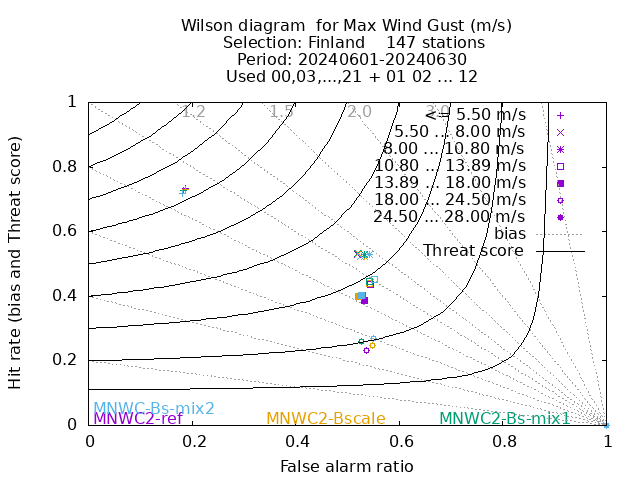 Wilson diagram  for Max Wind Gust (m/s)
Selection: Finland    147 stations
Period: 20240601-20240630
Used 00,03,...,21 + 01 02 ... 12
1.2 1.5 2.0 3.0
<= 5.50 m/s
5.50 ... 8.00 m/s
8.00 ... 10.80 m/s
10.80 ... 13.89 m/s
13.89 ... 18.00 m/s
18.00 ... 24.50 m/s
24.50 ... 28.00 m/s
bias
Threat score
Hit rate (bias and Threat score)
1
0.8
0.6
0.4
0.2
0
MNWC-Bs-mix2
MNWC2-ref MNWC2-Bscale MNWC2-Bs-mix1
0 0.2 0.4 0.6 0.8 1
False alarm ratio